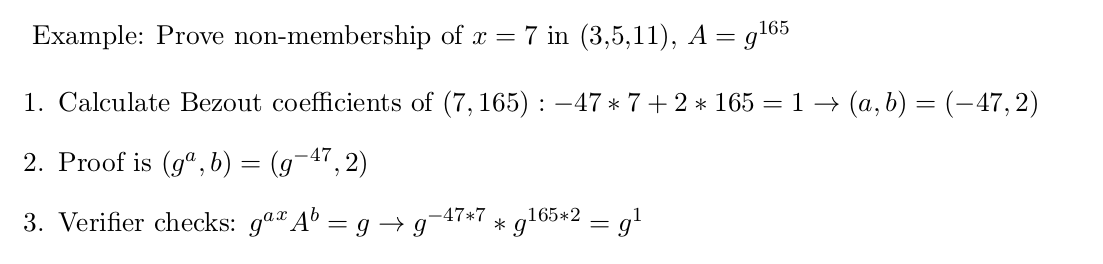 Example: Prove non-membership of $x = 7$ in (3,5,11), $A = g^{165}$
1. Calculate Bezout coefficients of $(7, 165) : -47 * 7 + 2 * 165 = 1 \rightarrow (a, b) = (-47, 2)$
2. Proof is $(g^a, b) = (g^{-47}, 2)$
3. Verifier checks: $g^{ax} A^b = g \rightarrow g^{-47*7} * g^{165*2} = g^1$